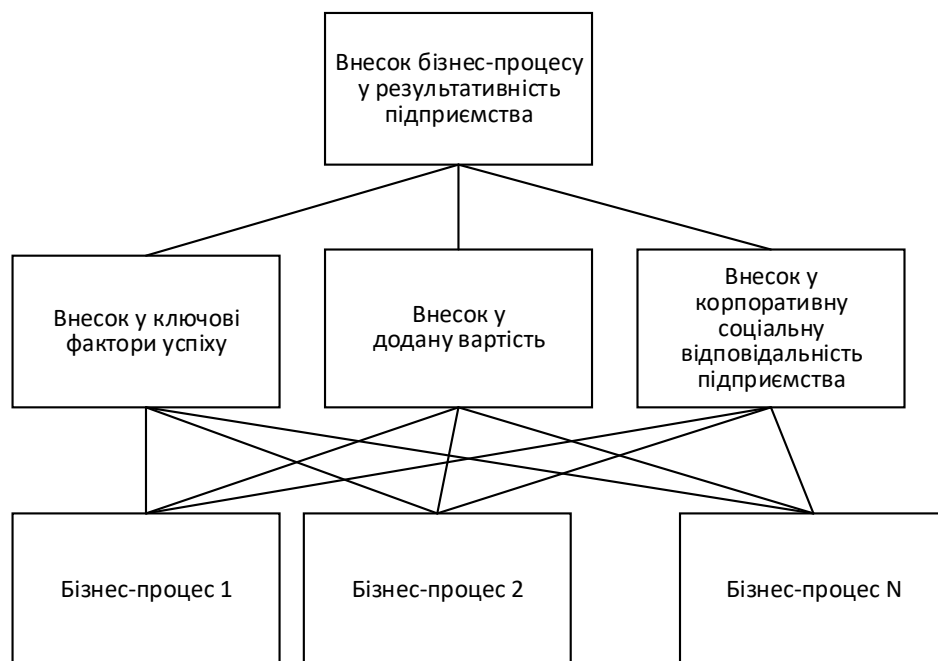 Внесок бізнес-процесу
у результативність
підприємства
Внесок у ключові
фактори успіху
Внесок у
додану вартість
Внесок у
корпоративну
соціальну
відповідальність
підприємства
Бізнес-процес 1
Бізнес-процес 2
Бізнес-процес N